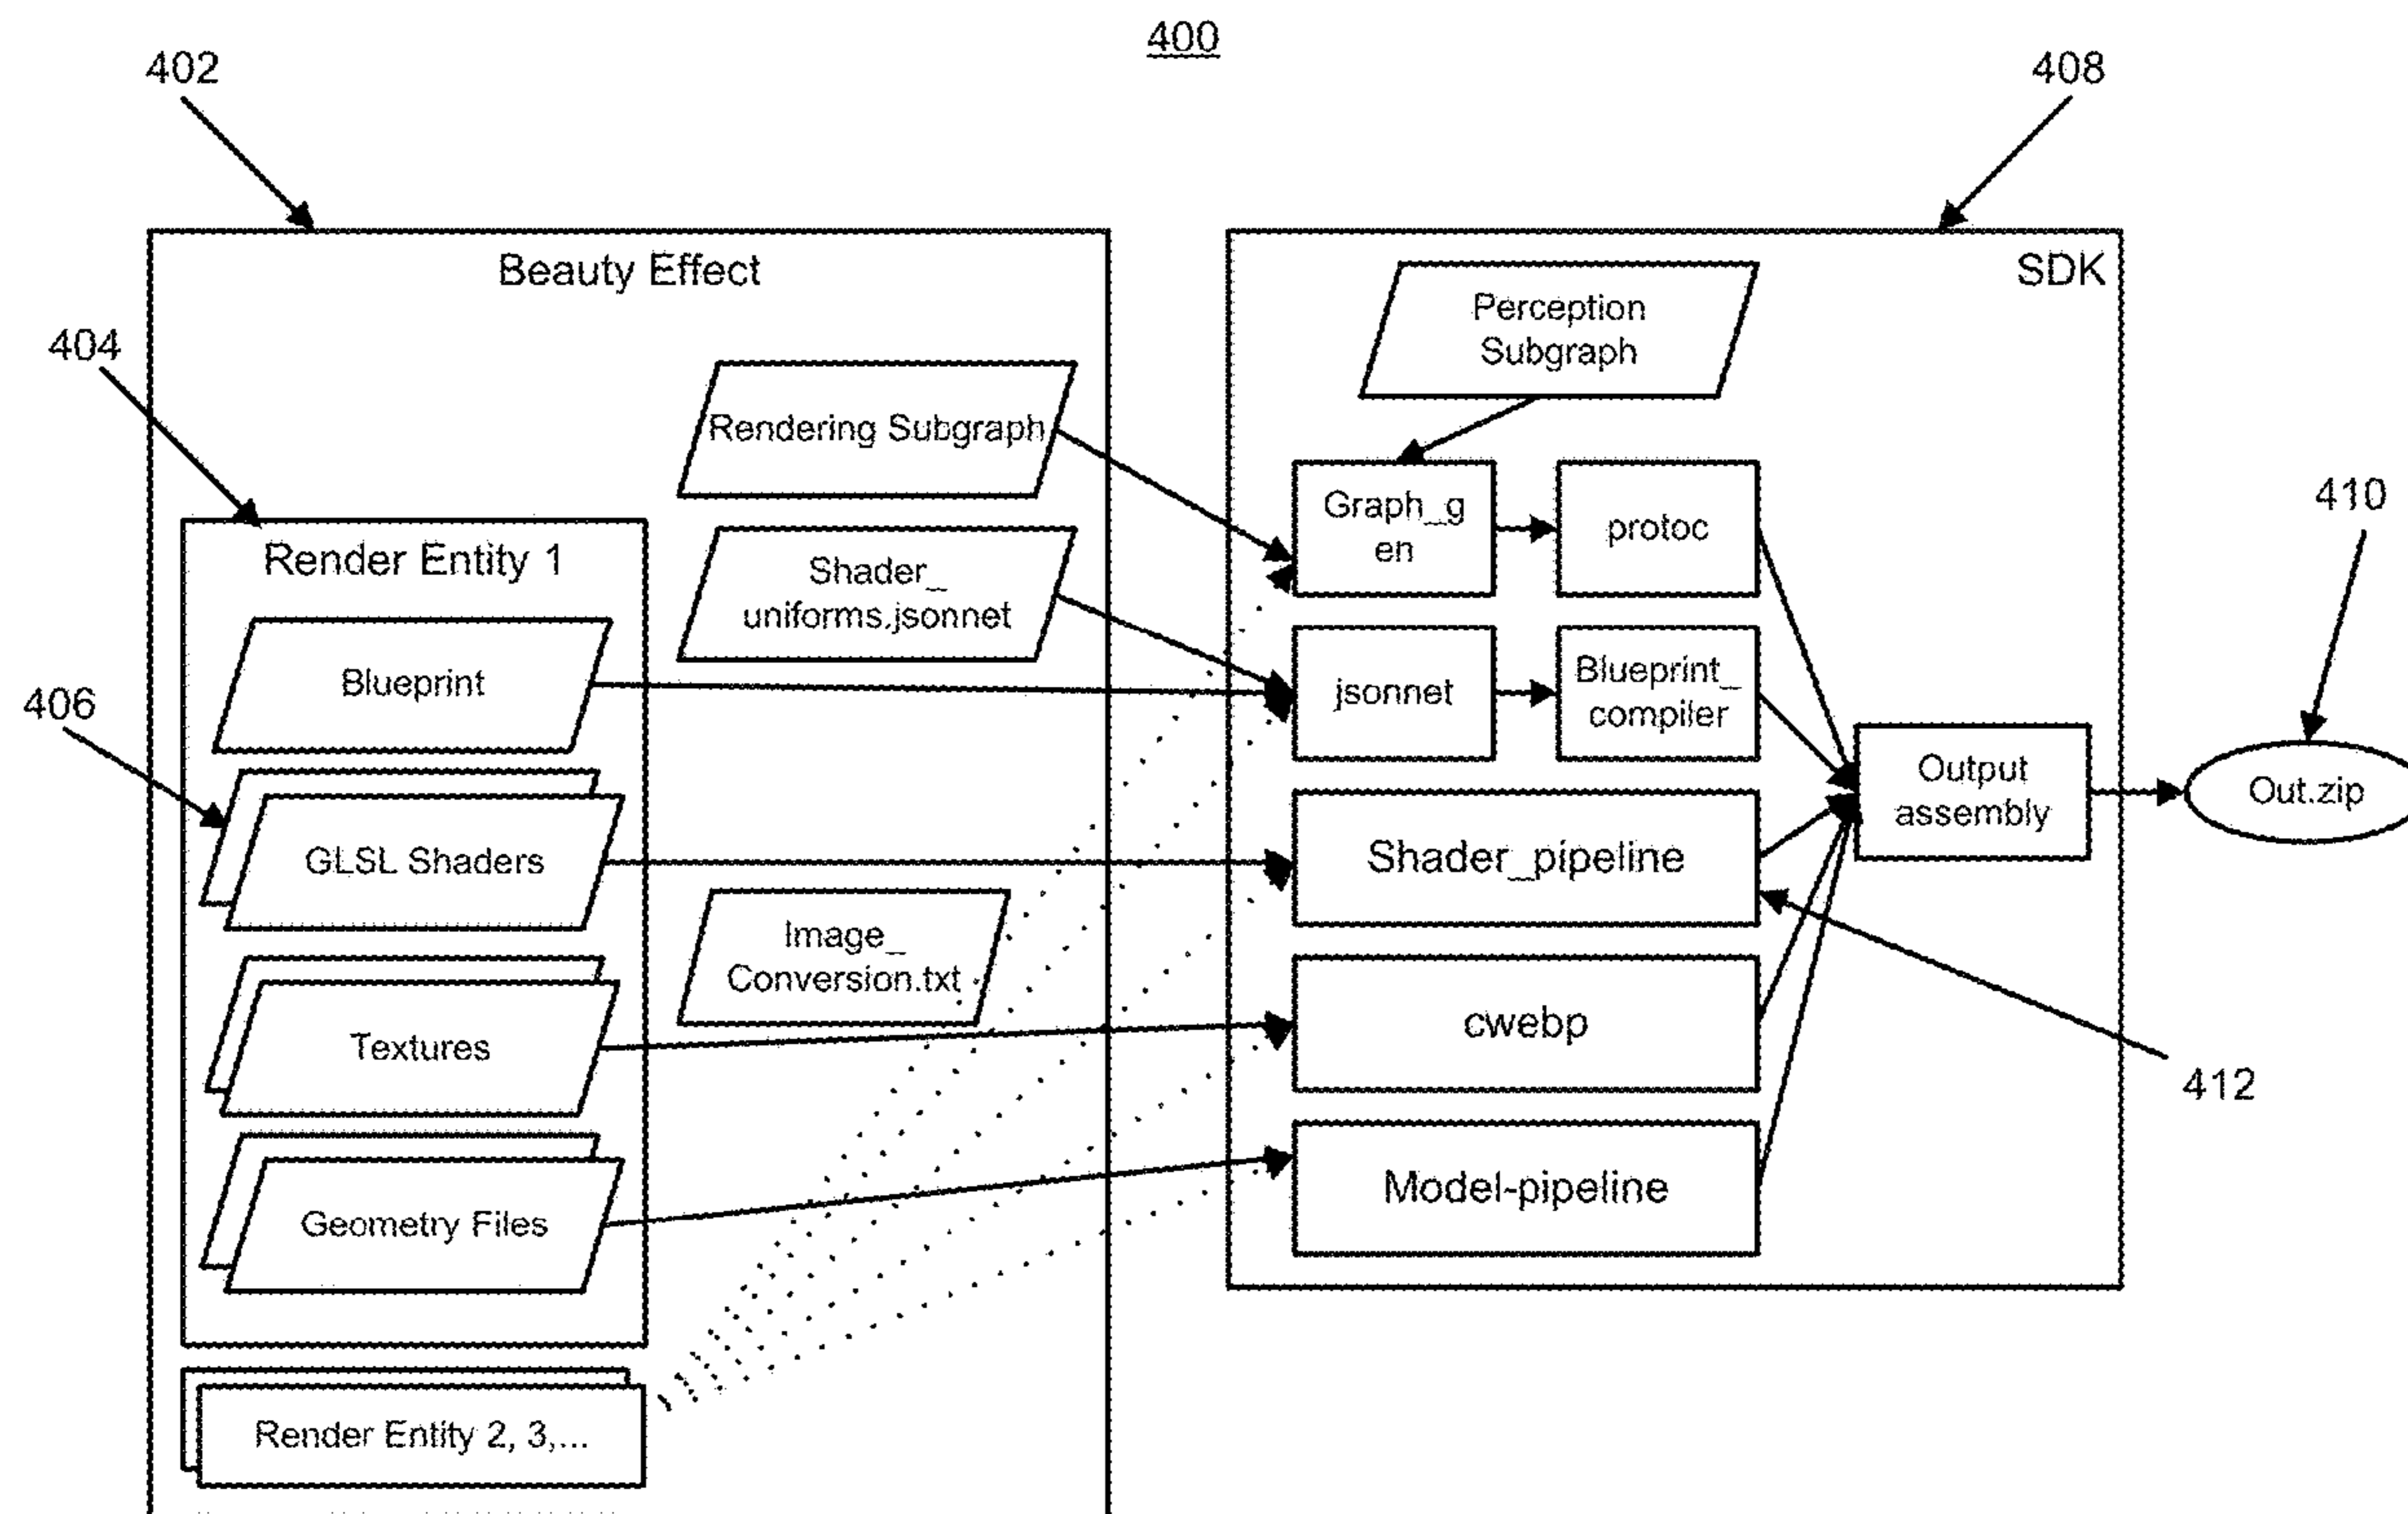 400
402
408
Beauty Effect
SDK
Perception
Subgraph
404
Rendering Subgraph
Graph_g
en
protoc
410
Render Entity 1
Shader_
uniforms.jsonnet
Blueprint
jsonnet
Blueprint_
compiler
406
Output
assembly
Out.zip
GLSL Shaders
Shader_pipeline
Image_
Conversion.txt
Textures
cwebp
412
Geometry Files
Model-pipeline
Render Entity 2, 3,...